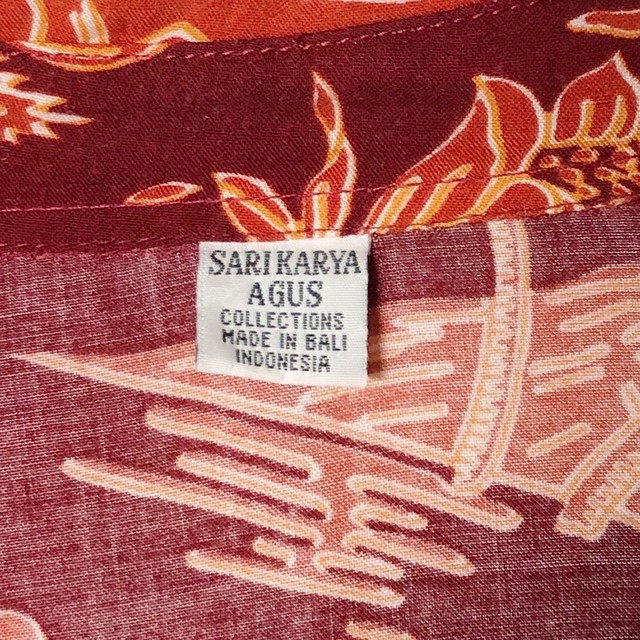 SARI KARYA
AGUS
COLLECTIONS
MADE IN BALI
INDONESIA